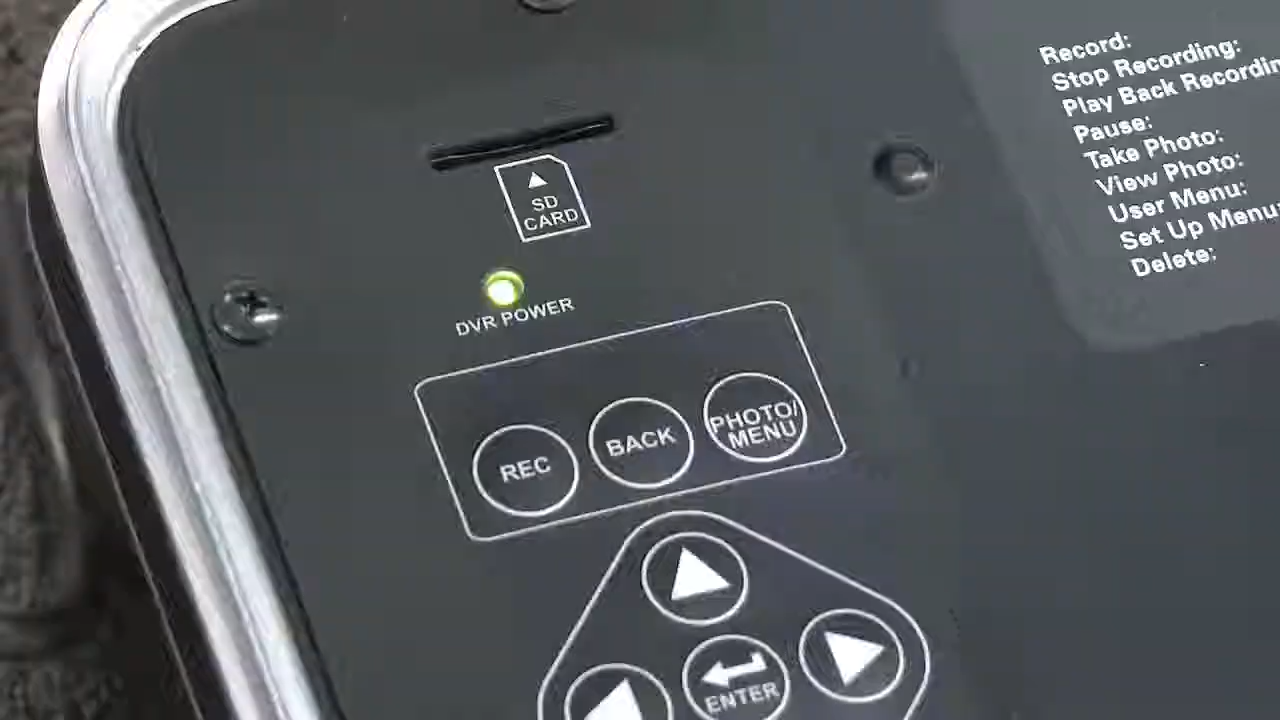 Record:
Stop Recording:
Play Back Recordin
Pause:
Take Photo:
View Photo:
User Menu:
Set Up Menu:
Delete:
SD
CARD
DVR POWER
REC
BACK
PHOTO/
MENU
ENTER